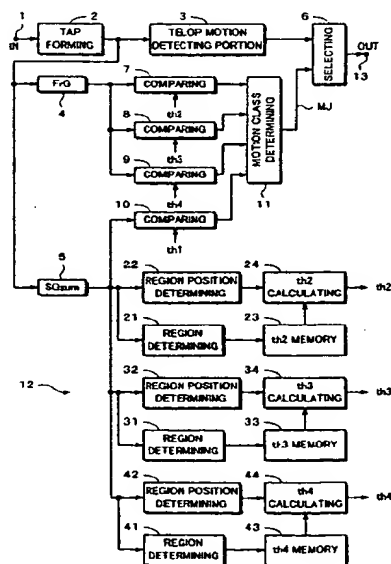 1
2
3
6
IN
TAP
FORMING
TELOP MOTION
DETECTING PORTION
SELECTING
OUT
13
FrG
4
7
COMPARING
th2
8
COMPARING
th3
9
COMPARING
th4
10
COMPARING
th1
MOTION CLASS
DETERMINING
11
MJ
5
SQsum
12
22
REGION POSITION
DETERMINING
24
th2
CALCULATING
th2
21
REGION
DETERMINING
23
th2 MEMORY
32
REGION POSITION
DETERMINING
34
th3
CALCULATING
th3
31
REGION
DETERMINING
33
th3 MEMORY
42
REGION POSITION
DETERMINING
44
th4
CALCULATING
th4
41
REGION
DETERMINING
43
th4 MEMORY